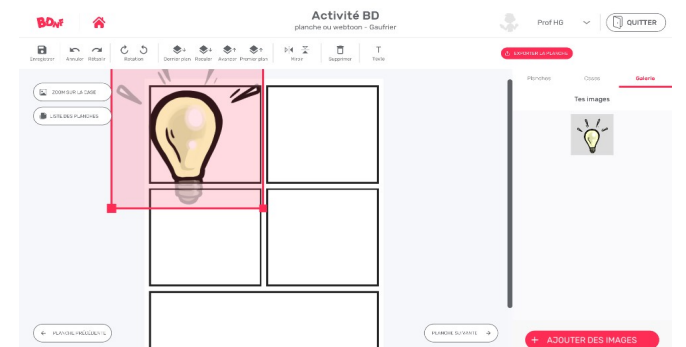 BDnF
Activité BD
planche ou webtoon - Gaufrier
Prof HG
QUITTER
Enregistrer Annuler Rétablir Rotation Dernier plan Reculer Avancer Premier plan Miroir Supprimer Texte
EXPORTER LA PLANCHE
Planches Cases Galerie
Tes images
ZOOM SUR LA CASE
LISTE DES PLANCHES
PLANCHE PRÉCÉDENTE
PLANCHE SUIVANTE
AJOUTER DES IMAGES